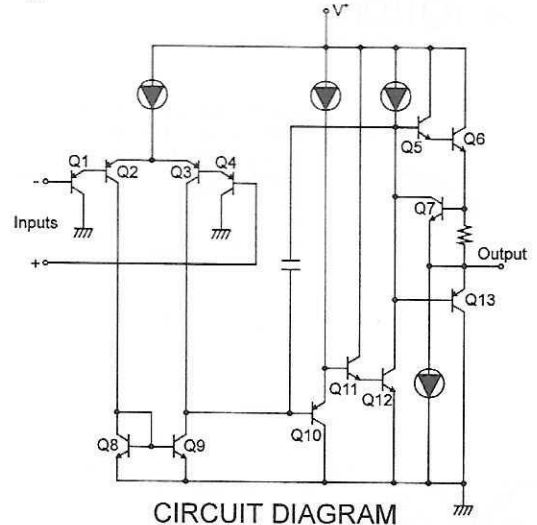 V+
Q5
Q6
Q1
Q2
Q3
Q4
-
Q7
Inputs
+
Output
Q13
Q11
Q12
Q10
Q8
Q9
CIRCUIT DIAGRAM